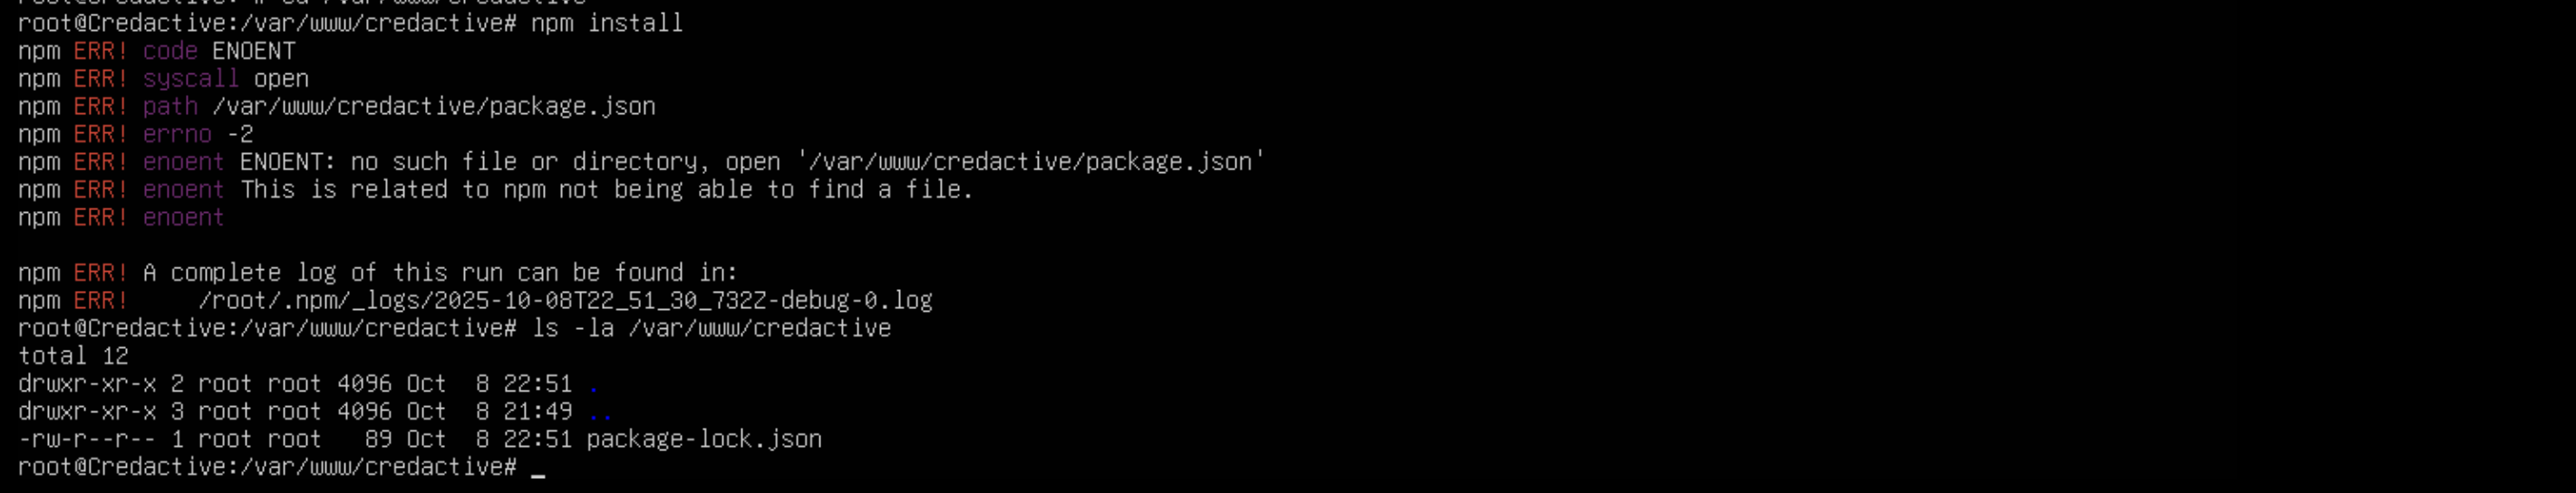 root@Credactive:/var/www/credactive# npm install
npm ERR! code ENOENT
npm ERR! syscall open
npm ERR! path /var/www/credactive/package.json
npm ERR! errno -2
npm ERR! enoent ENOENT: no such file or directory, open '/var/www/credactive/package.json'
npm ERR! enoent This is related to npm not being able to find a file.
npm ERR! enoent
npm ERR! A complete log of this run can be found in:
npm ERR!     /root/.npm/_logs/2025-10-08T22_51_30_732Z-debug-0.log
root@Credactive:/var/www/credactive# ls -la /var/www/credactive
total 12
drwxr-xr-x 2 root root 4096 Oct  8 22:51 .
drwxr-xr-x 3 root root 4096 Oct  8 21:49 ..
-rw-r--r-- 1 root root   89 Oct  8 22:51 package-lock.json
root@Credactive:/var/www/credactive# _